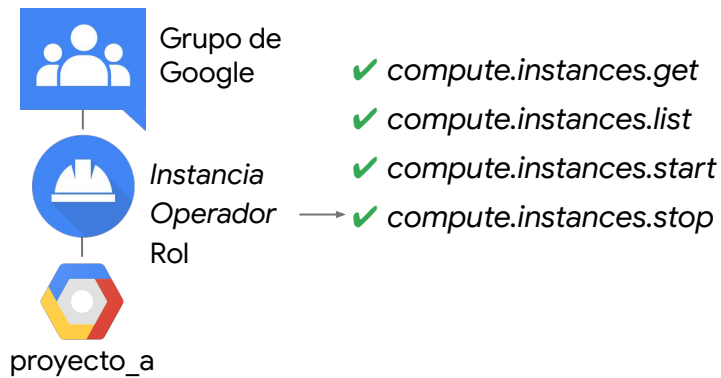 Grupo de
Google
Instancia
Operador
Rol
proyecto_a
✔ compute.instances.get
✔ compute.instances.list
✔ compute.instances.start
✔ compute.instances.stop